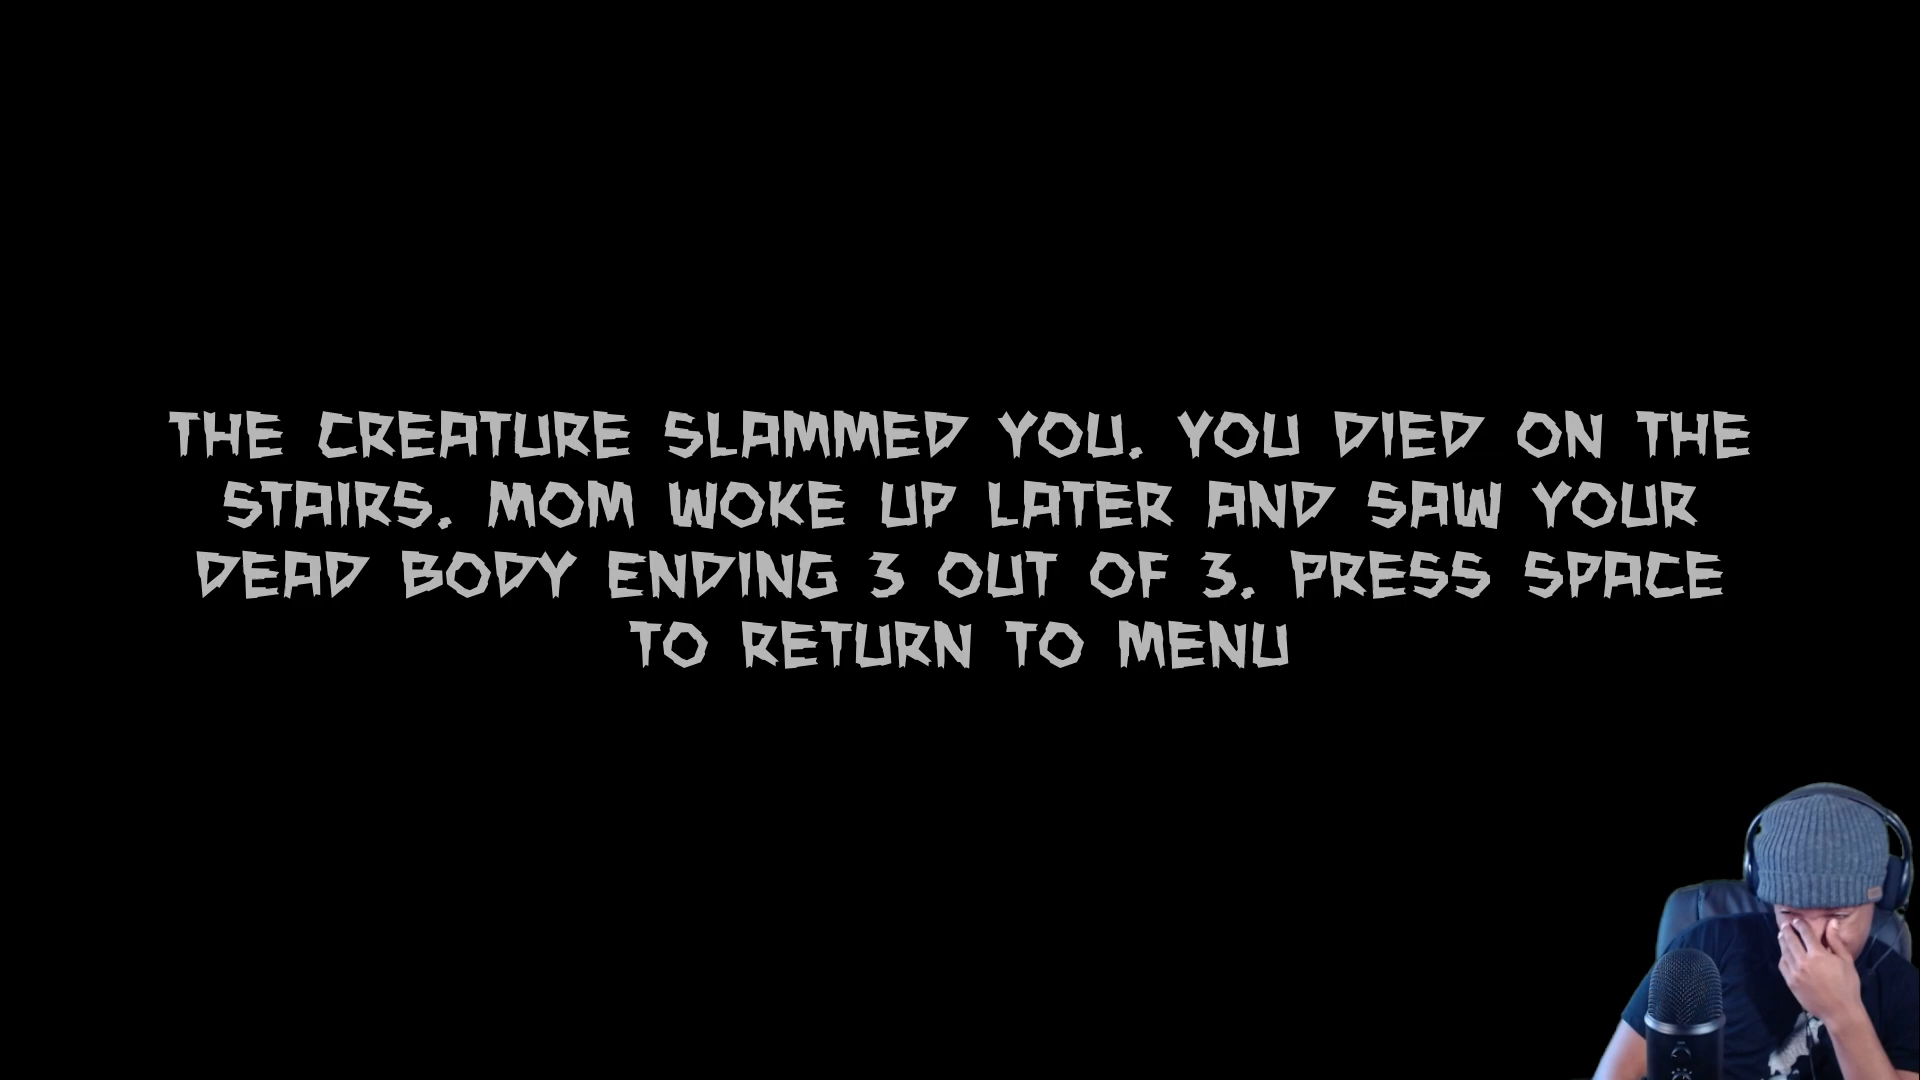 THE CREATURE SLAMMED YOU. YOU DIED ON THE
STAIRS. MOM WOKE UP LATER AND SAW YOUR
DEAD BODY ENDING 3 OUT OF 3. PRESS SPACE
TO RETURN TO MENU